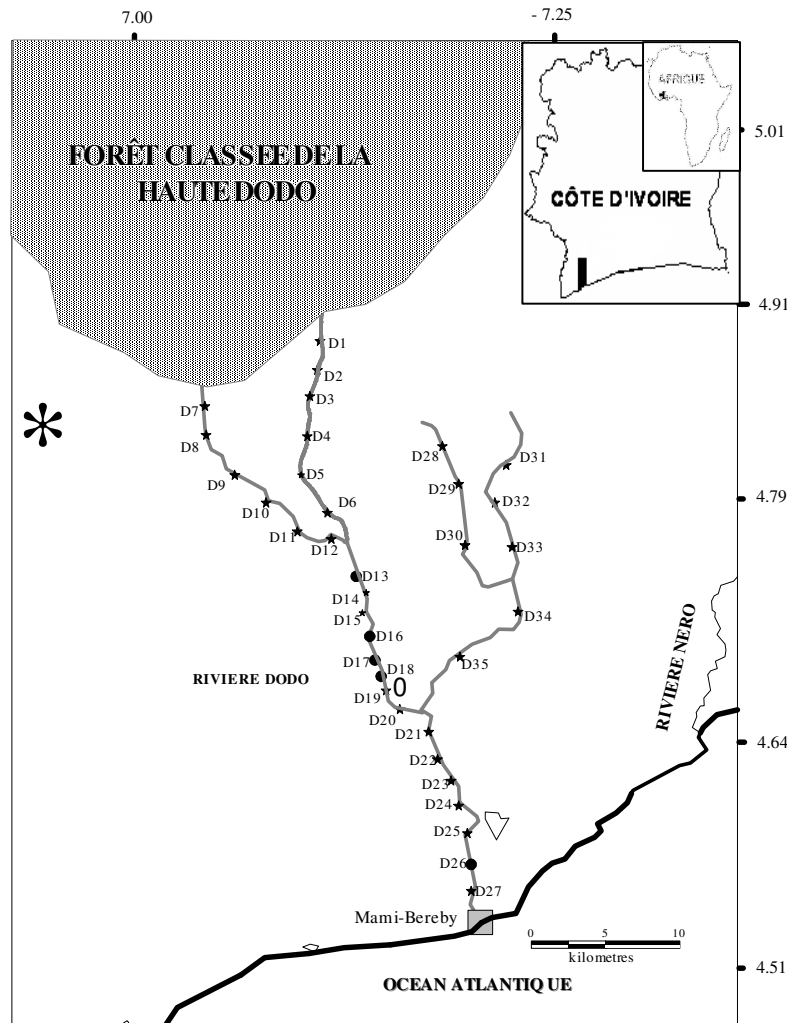 7.00
- 7.25
AFRIQUE
5.01
FORÊT CLASSEE DE LA
HAUTE DODO
CÔTE D'IVOIRE
4.91
D1
D2
D3
D7
D4
D8
D28
D31
D5
D9
D29
4.79
D10
D6
D32
D11
D12
D30
D33
D13
D14
D15
D34
D16
D17
D18
D35
RIVIERE DODO
RIVIERE NERO
D19
0
D20
D21
4.64
D22
D23
D24
D25
D26
D27
Mami-Bereby
0 5 10
kilometres
4.51
OCEAN ATLANTIQUE